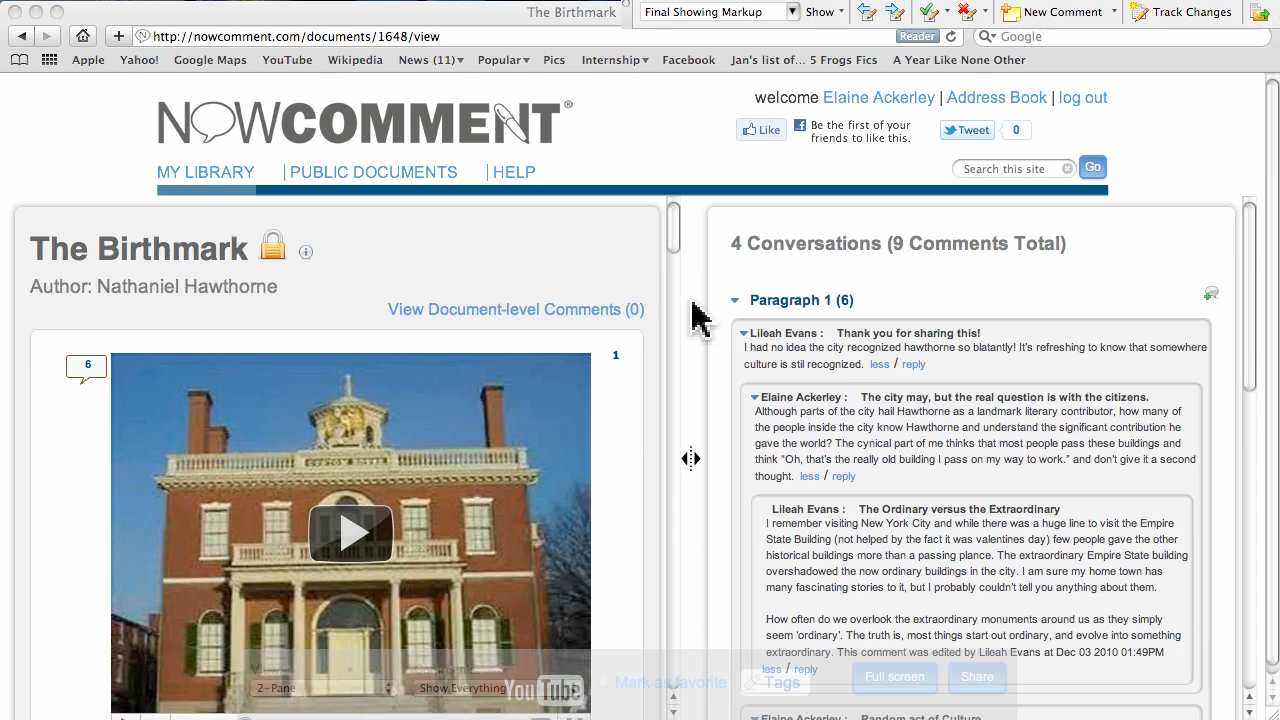 The Birthmark
Final Showing Markup
Show
New Comment
Track Changes
http://nowcomment.com/documents/1648/view
Reader
Google
Apple
Yahoo!
Google Maps
YouTube
Wikipedia
News (11)
Popular
Pics
Internship
Facebook
Jan's list of... 5 Frogs Fics
A Year Like None Other
NOWCOMMENT®
welcome Elaine Ackerley | Address Book | log out
Like
Be the first of your
friends to like this.
Tweet
0
MY LIBRARY | PUBLIC DOCUMENTS | HELP
Search this site
Go
The Birthmark
Author: Nathaniel Hawthorne
View Document-level Comments (0)
6
1
4 Conversations (9 Comments Total)
Paragraph 1 (6)
Lileah Evans : Thank you for sharing this!
I had no idea the city recognized hawthorne so blatantly! It's refreshing to know that somewhere
culture is stil recognized. less / reply
Elaine Ackerley : The city may, but the real question is with the citizens.
Although parts of the city hail Hawthorne as a landmark literary contributor, how many of
the people inside the city know Hawthorne and understand the significant contribution he
gave the world? The cynical part of me thinks that most people pass these buildings and
think "Oh, that's the really old building I pass on my way to work." and don't give it a second
thought. less / reply
Lileah Evans : The Ordinary versus the Extraordinary
I remember visiting New York City and while there was a huge line to visit the Empire
State Building (not helped by the fact it was valentines day) few people gave the other
historical buildings more than a passing plance. The extraordinary Empire State building
overshadowed the now ordinary buildings in the city. I am sure my home town has
many fascinating stories to it, but I probably couldn't tell you anything about them.
How often do we overlook the extraordinary monuments around us as they simply
seem 'ordinary'. The truth is, most things start out ordinary, and evolve into something
extraordinary. This comment was edited by Lileah Evans at Dec 03 2010 01:49PM
less / reply
2-Pane
Show Everything
YouTube
Mark as favorite
Tags
Full screen
Share
Elaine Ackerley : Random act of Culture